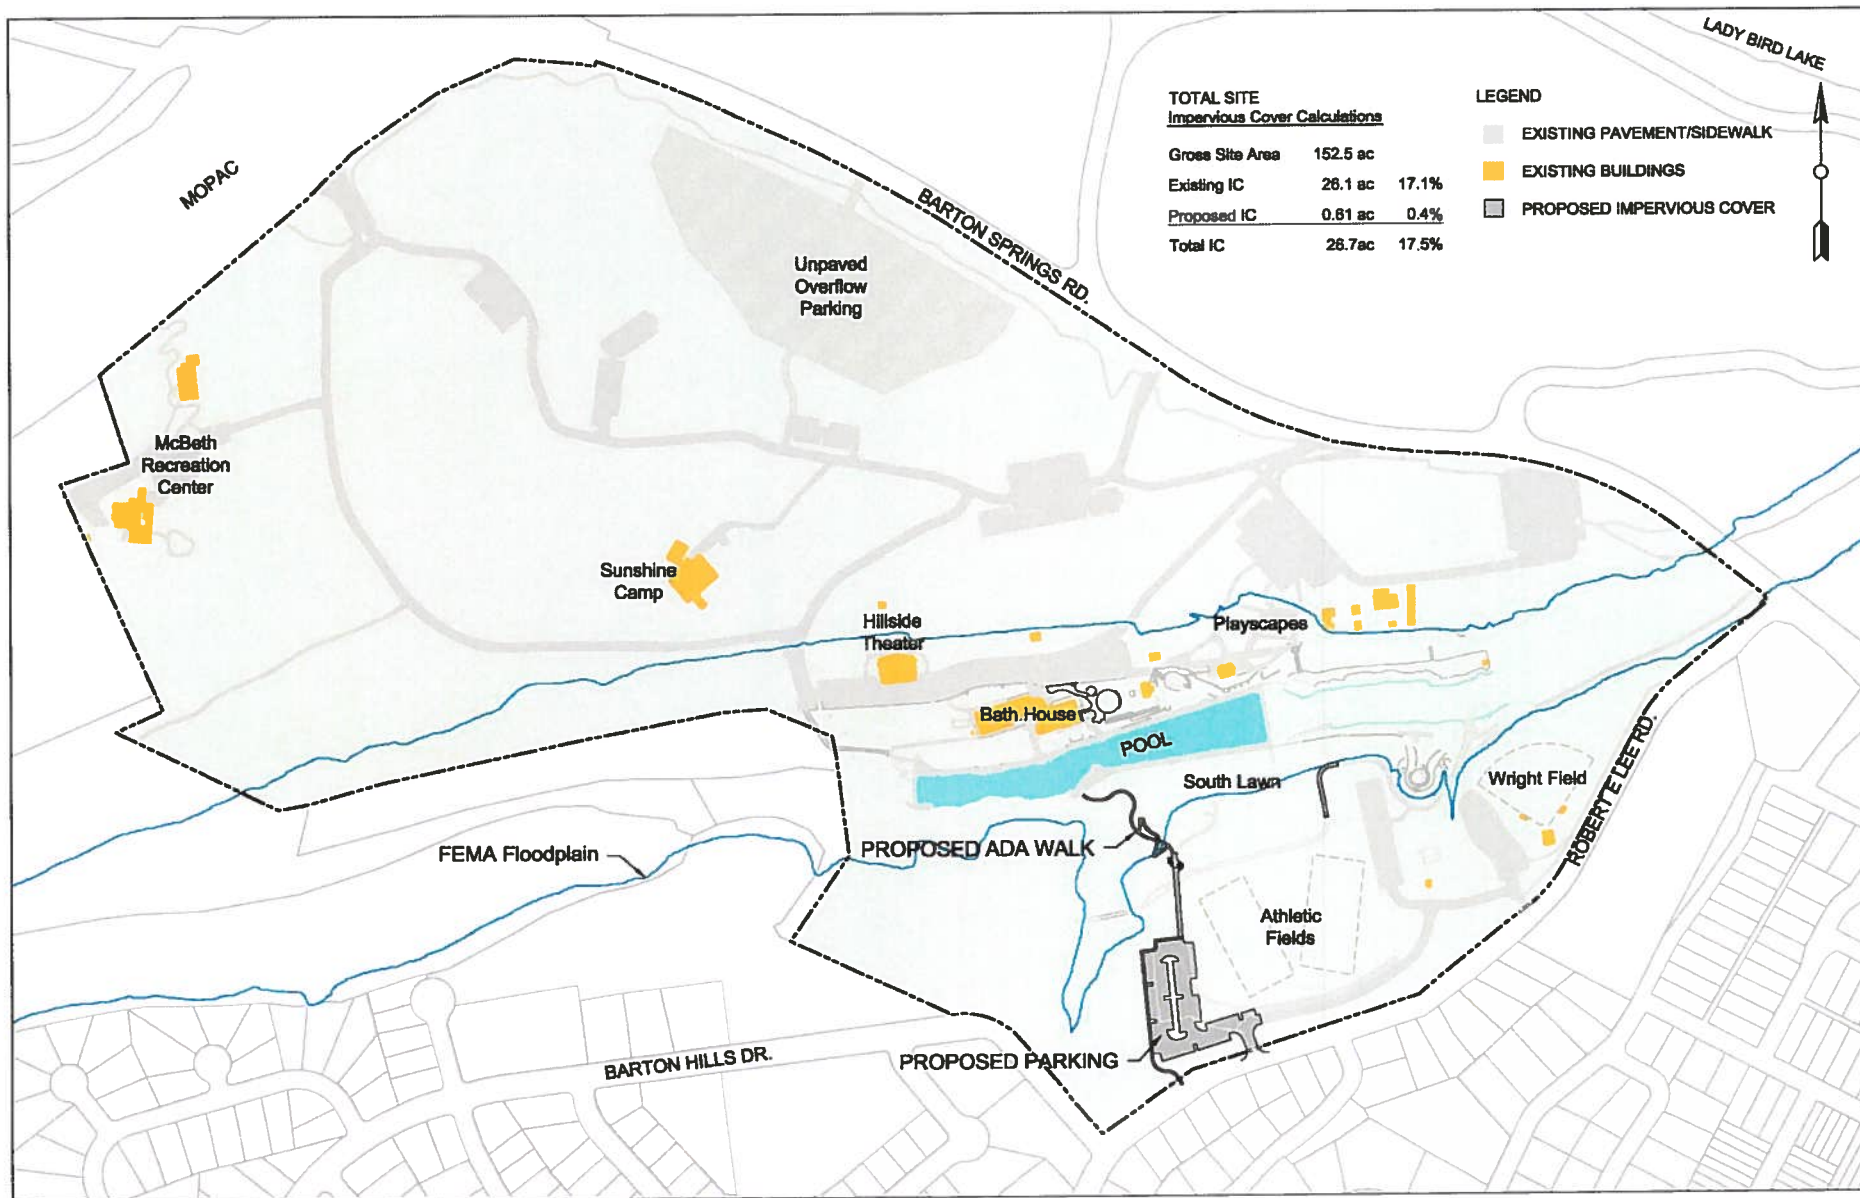 LADY BIRD LAKE
TOTAL SITE
Impervious Cover Calculations
Gross Site Area 152.5 ac
Existing IC 26.1 ac 17.1%
Proposed IC 0.61 ac 0.4%
Total IC 26.7ac 17.5%
LEGEND
EXISTING PAVEMENT/SIDEWALK
EXISTING BUILDINGS
PROPOSED IMPERVIOUS COVER
MOPAC
BARTON SPRINGS RD.
Unpaved
Overflow
Parking
McBeth
Recreation
Center
Sunshine
Camp
Hillside
Theater
Playscapes
Bath House
POOL
South Lawn
Wright Field
ROBERT E LEE RD.
FEMA Floodplain
PROPOSED ADA WALK
Athletic
Fields
PROPOSED PARKING
BARTON HILLS DR.